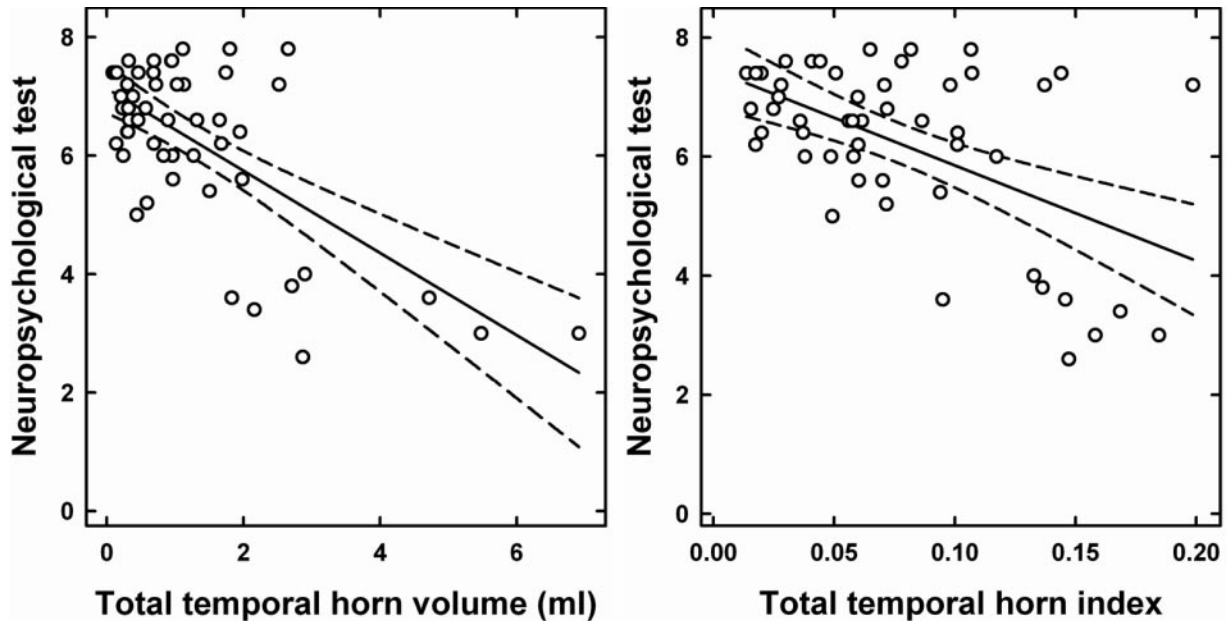 Neuropsychological test
8
6
4
2
0
0 2 4 6
Total temporal horn volume (ml)
Neuropsychological test
8
6
4
2
0
0.00 0.05 0.10 0.15 0.20
Total temporal horn index